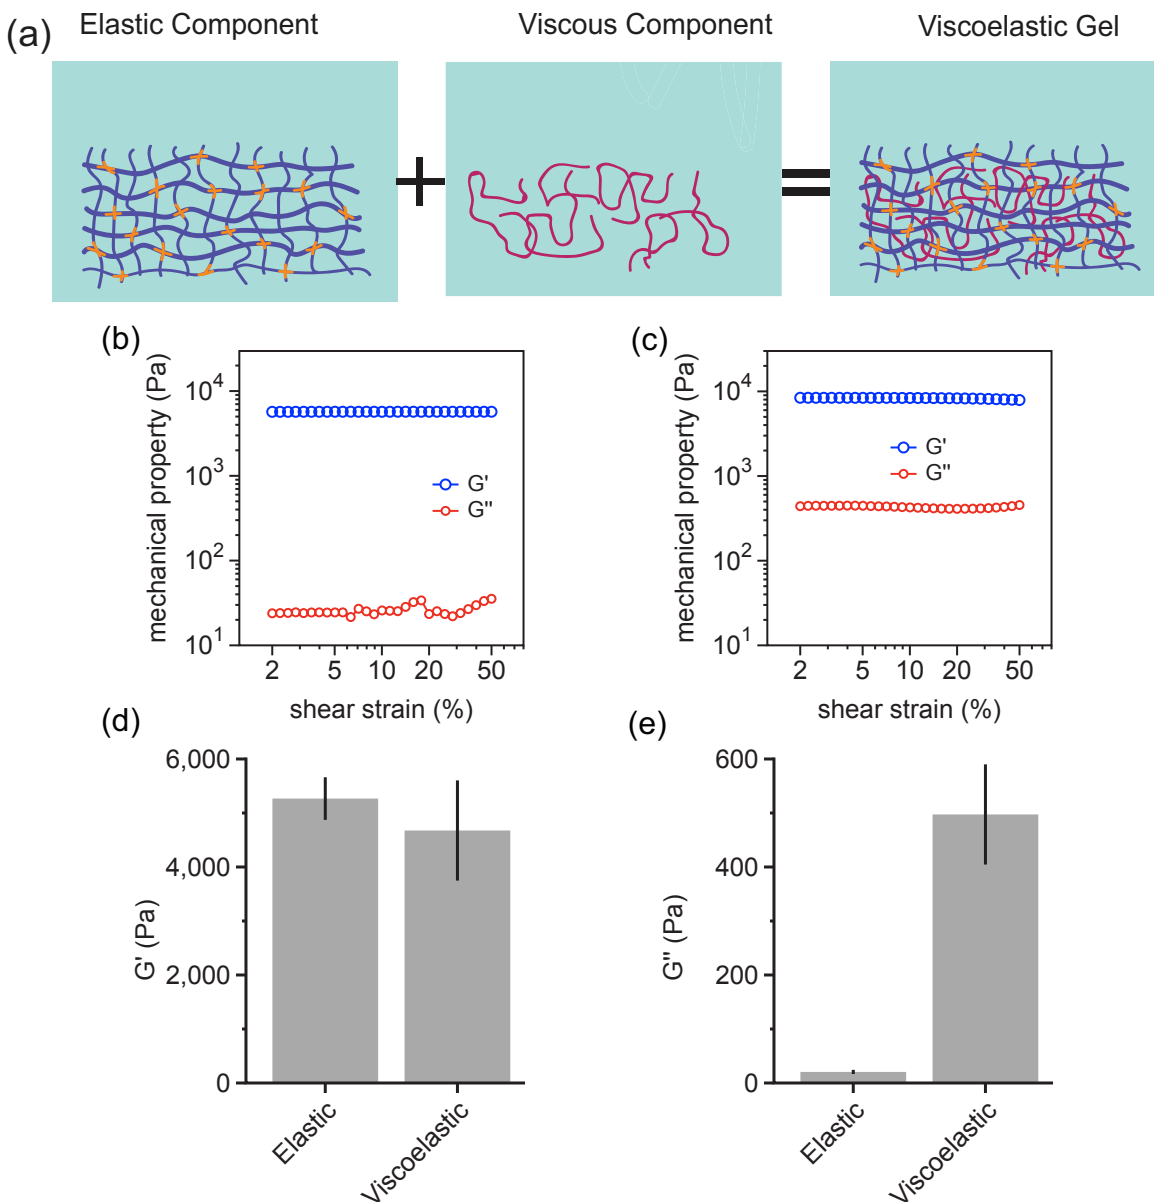 (a)
Elastic Component
Viscous Component
Viscoelastic Gel
+
=
(b)
mechanical property (Pa)
10^4
10^3
10^2
10^1
G'
G''
2
5
10
20
50
shear strain (%)
(c)
mechanical property (Pa)
10^4
10^3
10^2
10^1
G'
G''
2
5
10
20
50
shear strain (%)
(d)
G' (Pa)
6,000
4,000
2,000
0
Elastic
Viscoelastic
(e)
G'' (Pa)
600
400
200
0
Elastic
Viscoelastic